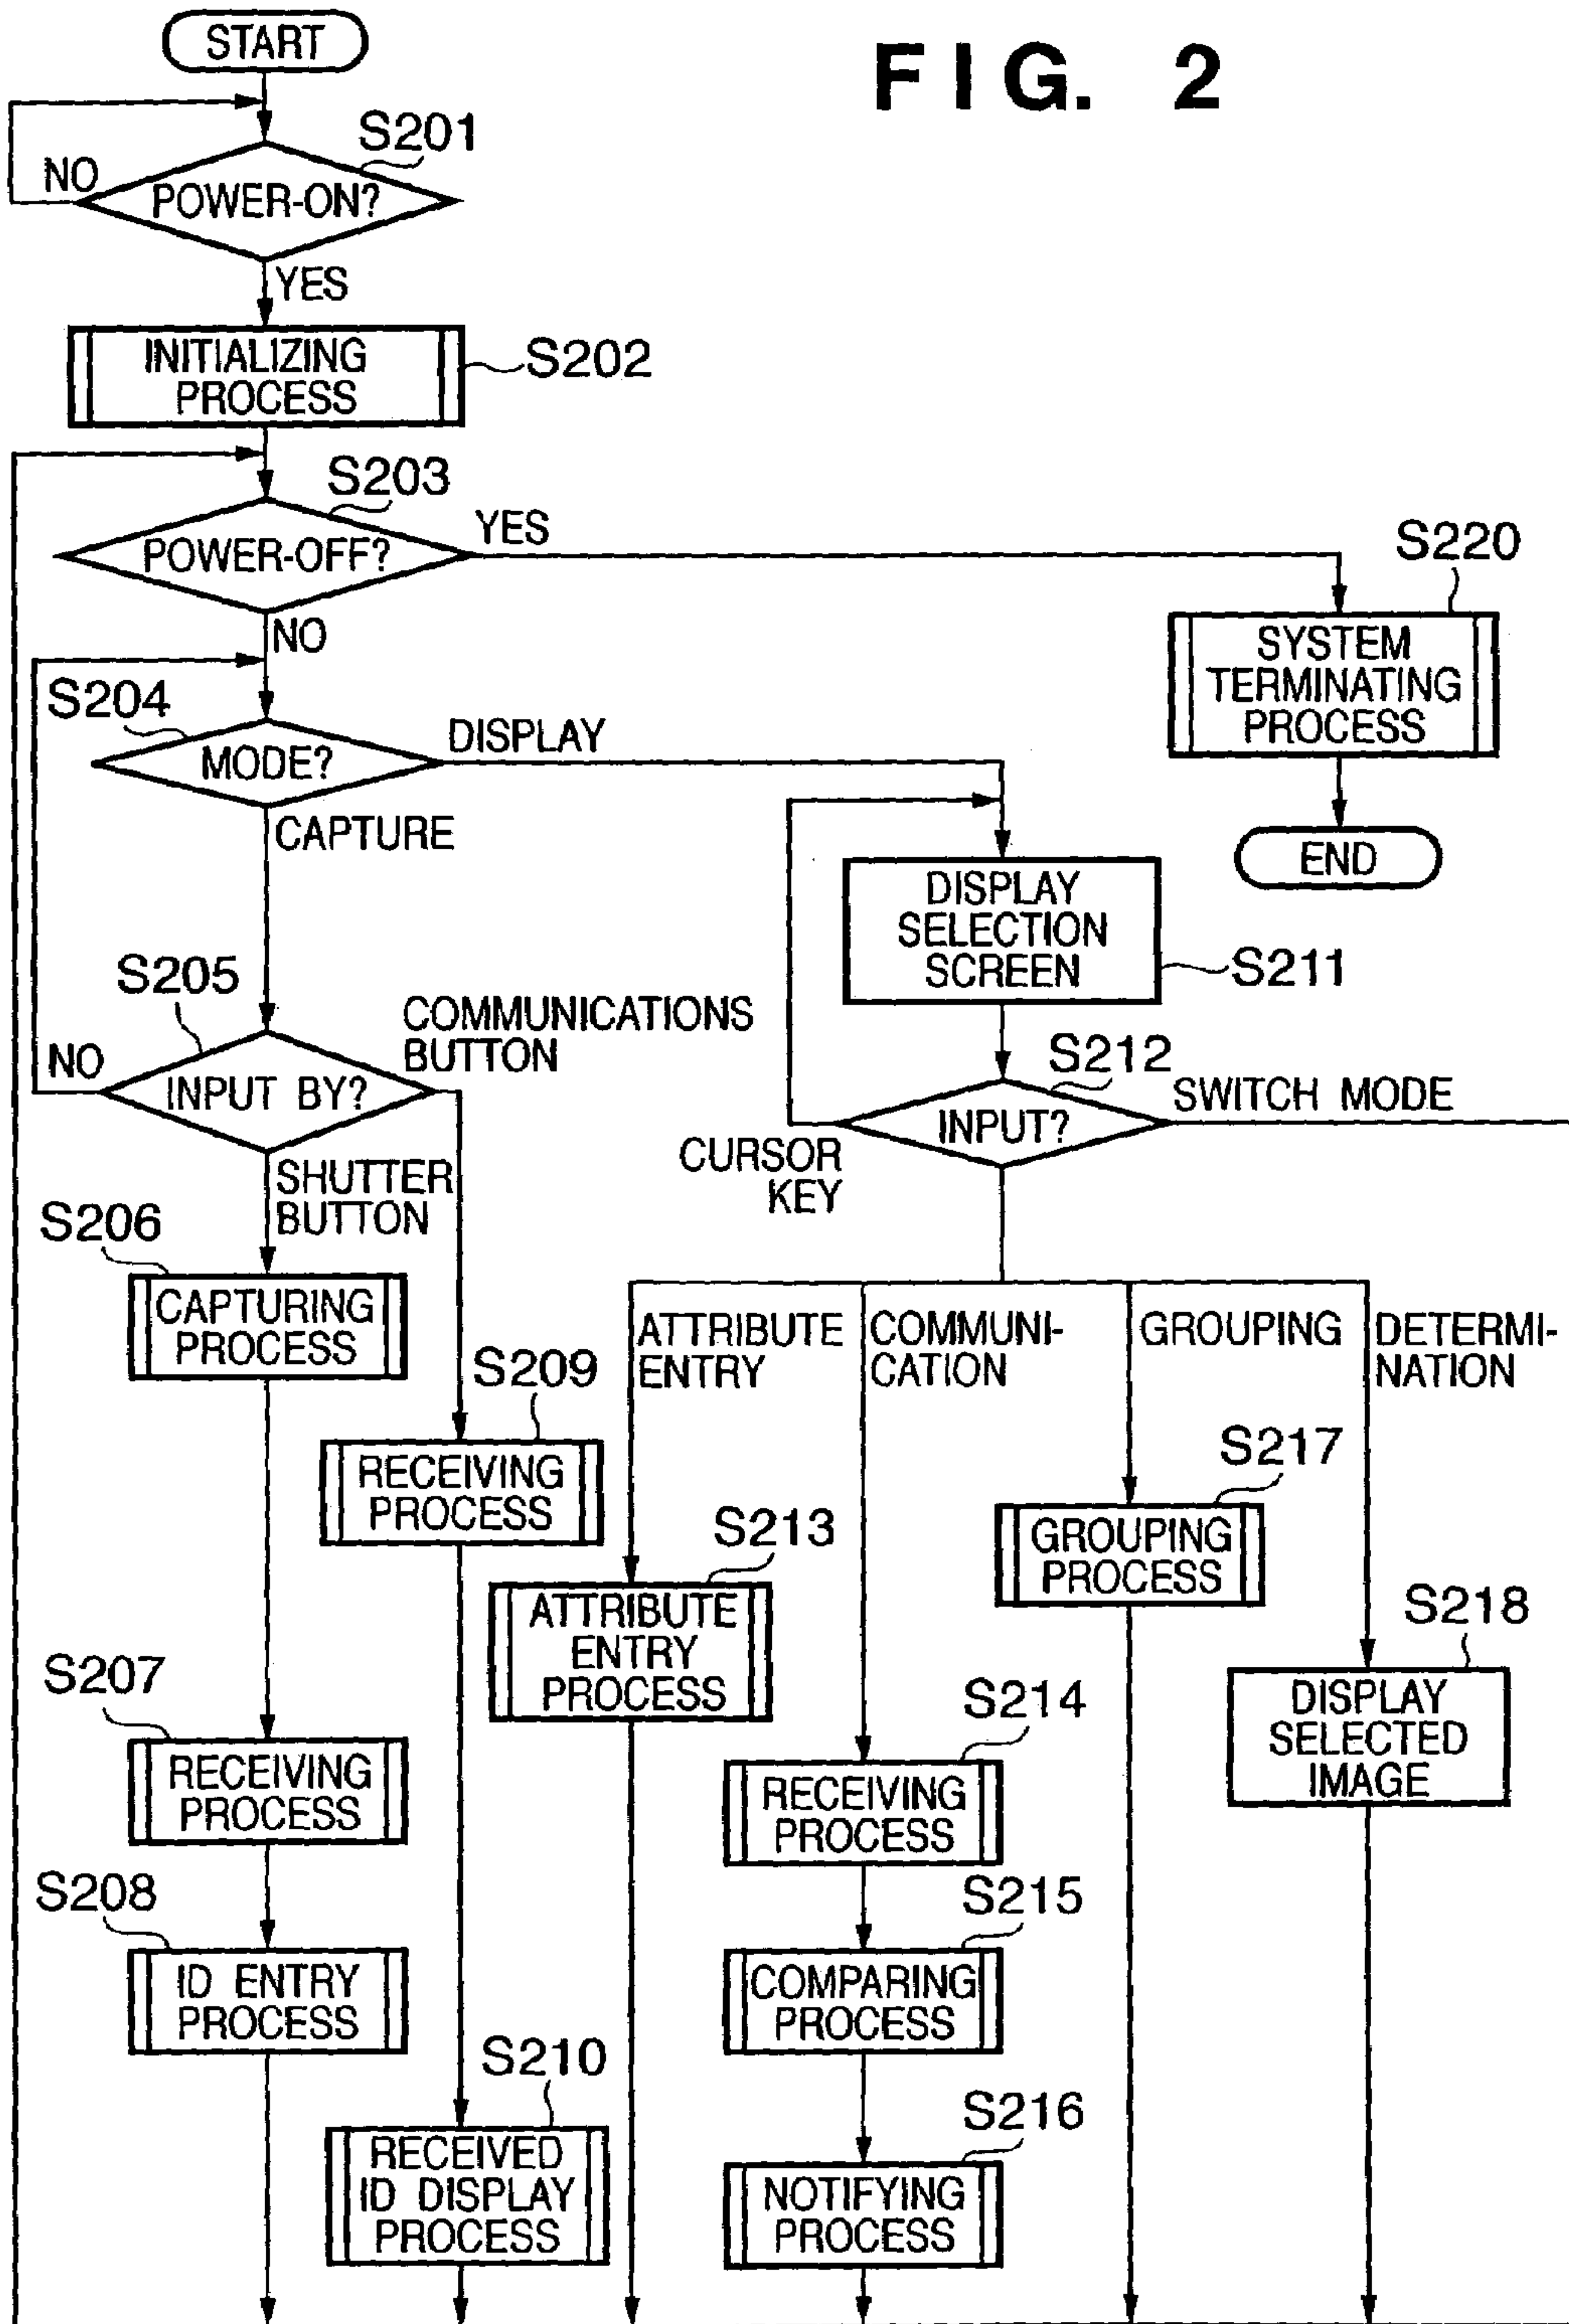 FIG. 2
START
S201
NO
POWER-ON?
YES
INITIALIZING
PROCESS
S202
S203
POWER-OFF?
YES
NO
S220
SYSTEM
TERMINATING
PROCESS
END
S204
MODE?
DISPLAY
CAPTURE
DISPLAY
SELECTION
SCREEN
S211
S205
NO
INPUT BY?
COMMUNICATIONS
BUTTON
SHUTTER
BUTTON
S212
INPUT?
SWITCH MODE
CURSOR
KEY
S206
CAPTURING
PROCESS
ATTRIBUTE
ENTRY
COMMUNI-
CATION
GROUPING
DETERMI-
NATION
S209
RECEIVING
PROCESS
S217
GROUPING
PROCESS
S213
ATTRIBUTE
ENTRY
PROCESS
S218
DISPLAY
SELECTED
IMAGE
S207
RECEIVING
PROCESS
S214
RECEIVING
PROCESS
S208
ID ENTRY
PROCESS
S215
COMPARING
PROCESS
S210
RECEIVED
ID DISPLAY
PROCESS
S216
NOTIFYING
PROCESS